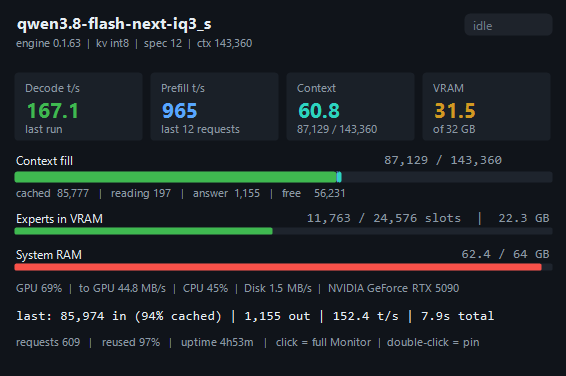 qwen3.8-flash-next-iq3_s
idle
engine 0.1.63 | kv int8 | spec 12 | ctx 143,360
Decode t/s
167.1
last run
Prefill t/s
965
last 12 requests
Context
60.8
87,129 / 143,360
VRAM
31.5
of 32 GB
Context fill 87,129 / 143,360
cached 85,777 | reading 197 | answer 1,155 | free 56,231
Experts in VRAM 11,763 / 24,576 slots | 22.3 GB
System RAM 62.4 / 64 GB
GPU 69% | to GPU 44.8 MB/s | CPU 45% | Disk 1.5 MB/s | NVIDIA GeForce RTX 5090
last: 85,974 in (94% cached) | 1,155 out | 152.4 t/s | 7.9s total
requests 609 | reused 97% | uptime 4h53m | click = full Monitor | double-click = pin